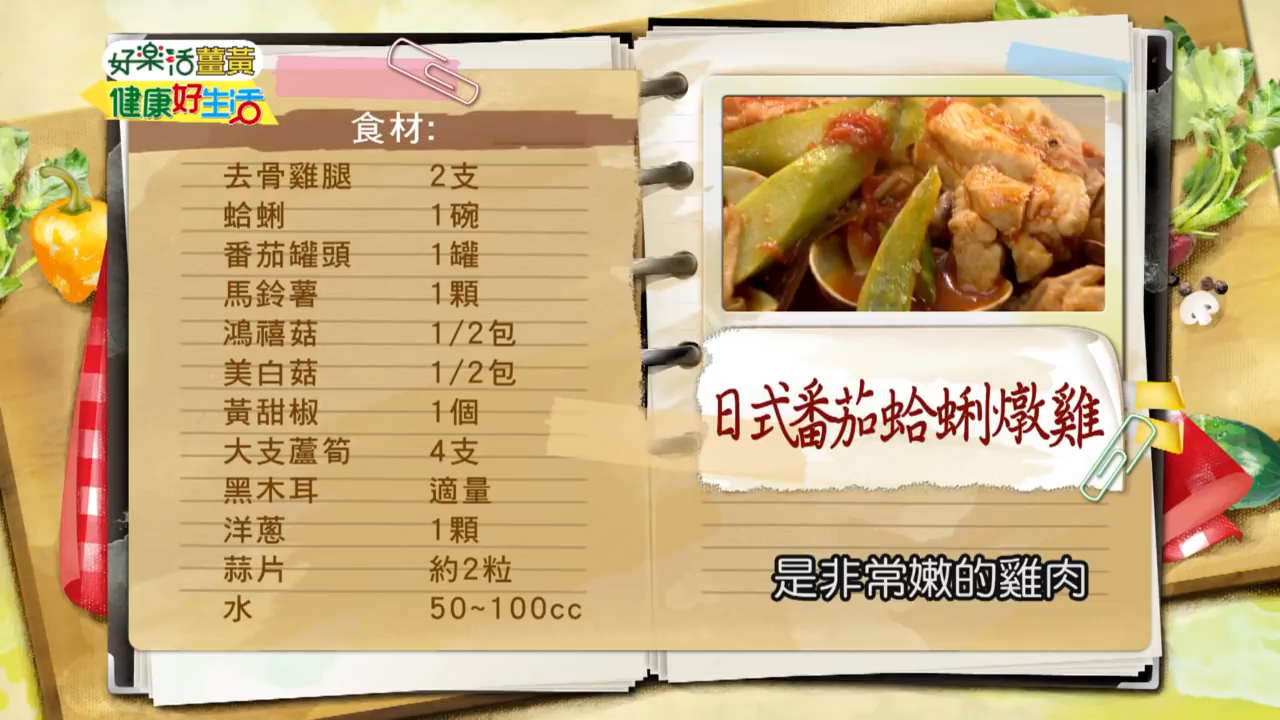 好樂活薑黃
健康好生活
食材:
去骨雞腿 2支
蛤蜊 1碗
番茄罐頭 1罐
馬鈴薯 1顆
鴻禧菇 1/2包
美白菇 1/2包
黃甜椒 1個
大支蘆筍 4支
黑木耳 適量
洋蔥 1顆
蒜片 約2粒
水 50~100cc
日式番茄蛤蜊燉雞
是非常嫩的雞肉